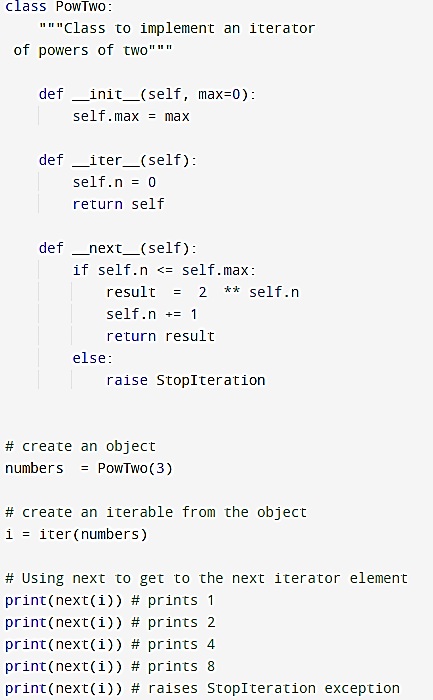 class PowTwo:
    """Class to implement an iterator
 of powers of two"""

    def __init__(self, max=0):
        self.max = max

    def __iter__(self):
        self.n = 0
        return self

    def __next__(self):
        if self.n <= self.max:
            result  =  2  ** self.n
            self.n += 1
            return result
        else:
            raise StopIteration


# create an object
numbers  = PowTwo(3)

# create an iterable from the object
i = iter(numbers)

# Using next to get to the next iterator element
print(next(i)) # prints 1
print(next(i)) # prints 2
print(next(i)) # prints 4
print(next(i)) # prints 8
print(next(i)) # raises StopIteration exception